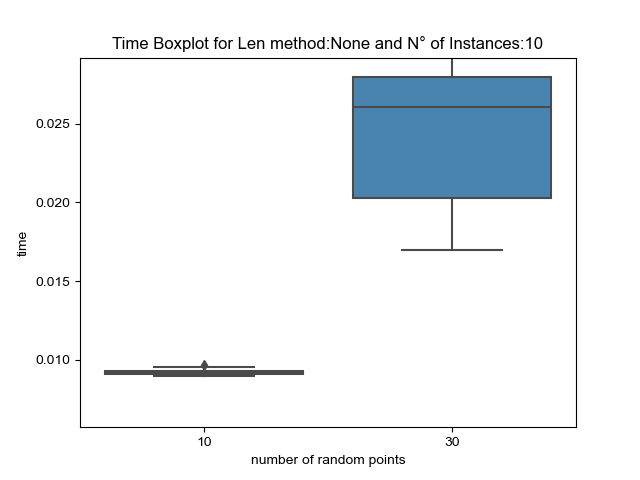 Time Boxplot for Len method:None and N° of Instances:10
0.025
0.020
0.015
0.010
time
10
30
number of random points